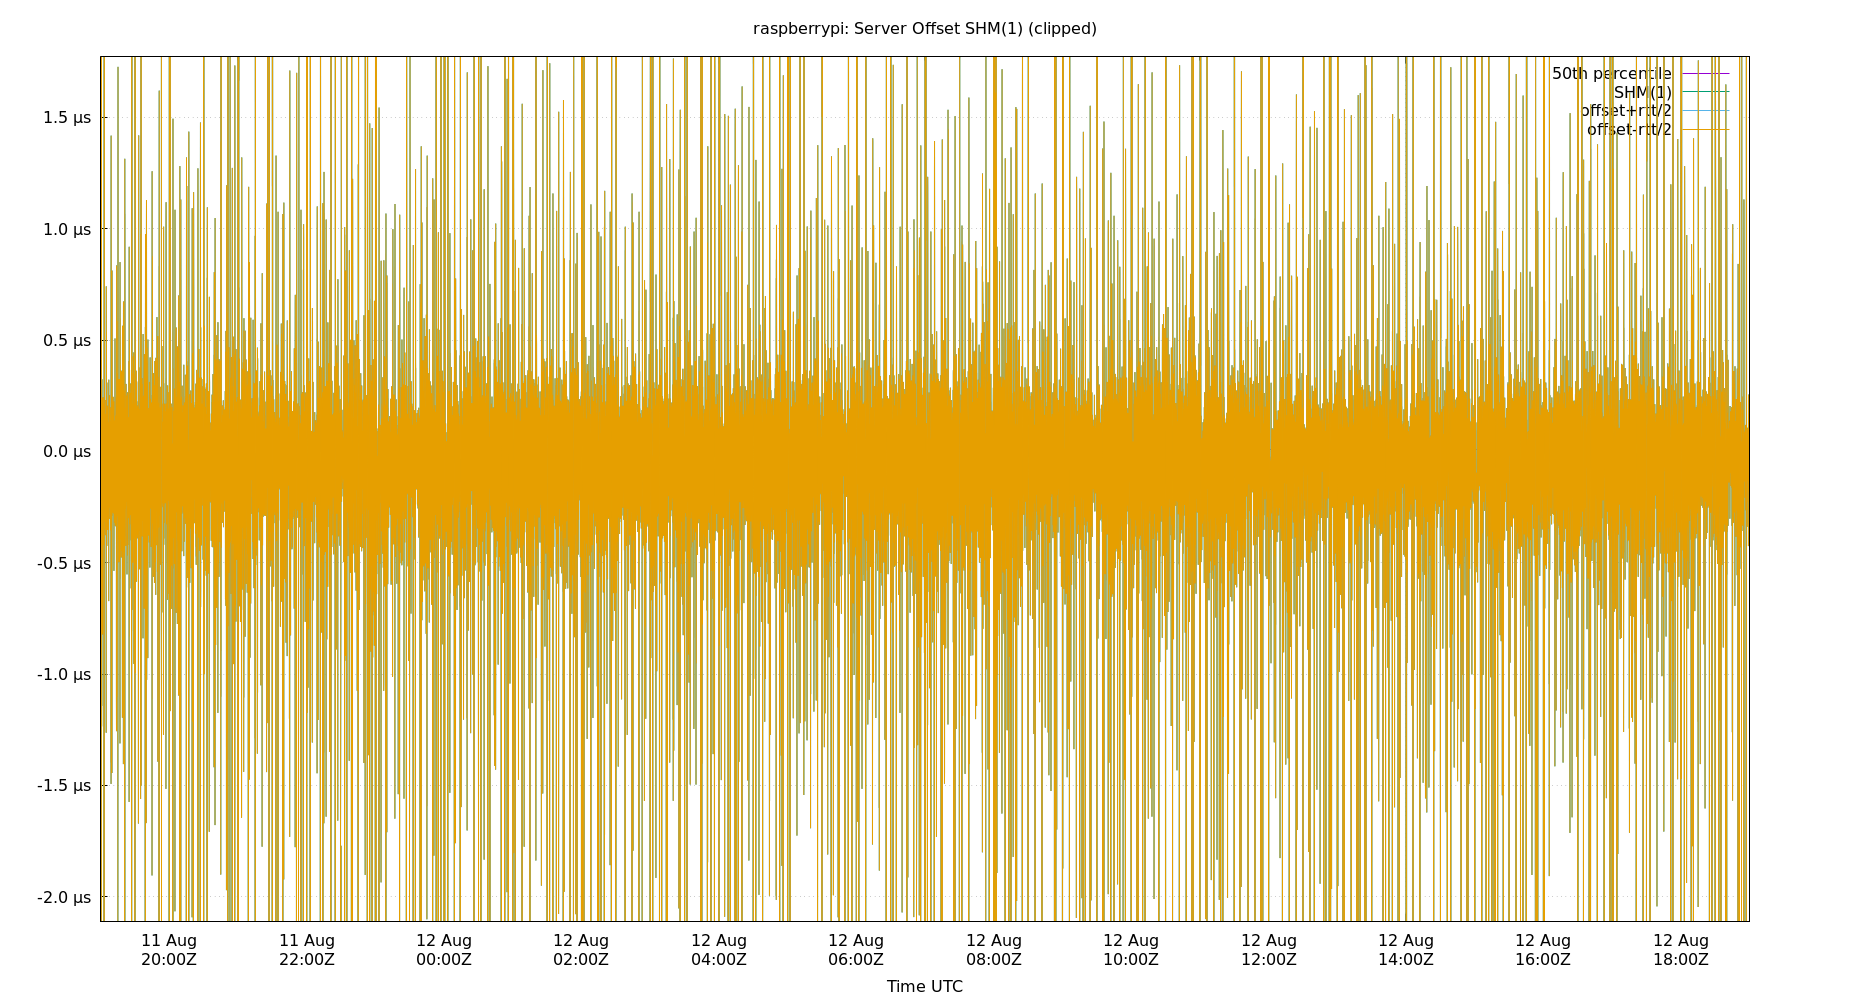 raspberrypi: Server Offset SHM(1) (clipped)
50th percentile
SHM(1)
offset+rtt/2
offset-rtt/2
1.5 µs
1.0 µs
0.5 µs
0.0 µs
-0.5 µs
-1.0 µs
-1.5 µs
-2.0 µs
11 Aug 11 Aug 12 Aug 12 Aug 12 Aug 12 Aug 12 Aug 12 Aug 12 Aug 12 Aug 12 Aug 12 Aug
20:00Z 22:00Z 00:00Z 02:00Z 04:00Z 06:00Z 08:00Z 10:00Z 12:00Z 14:00Z 16:00Z 18:00Z
Time UTC